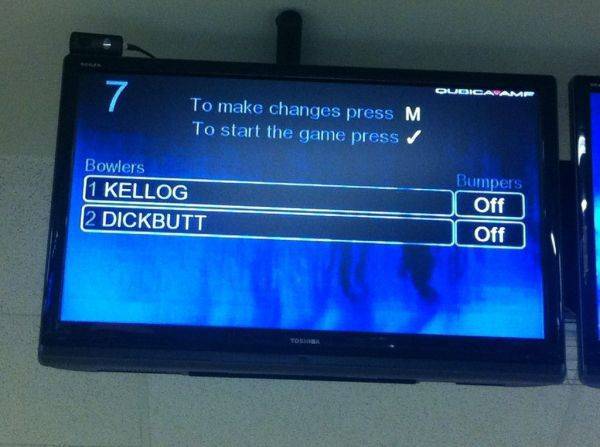 7
QUBICAAMF
To make changes press M
To start the game press ✓
Bowlers Bumpers
1 KELLOG Off
2 DICKBUTT Off
TOSHIBA